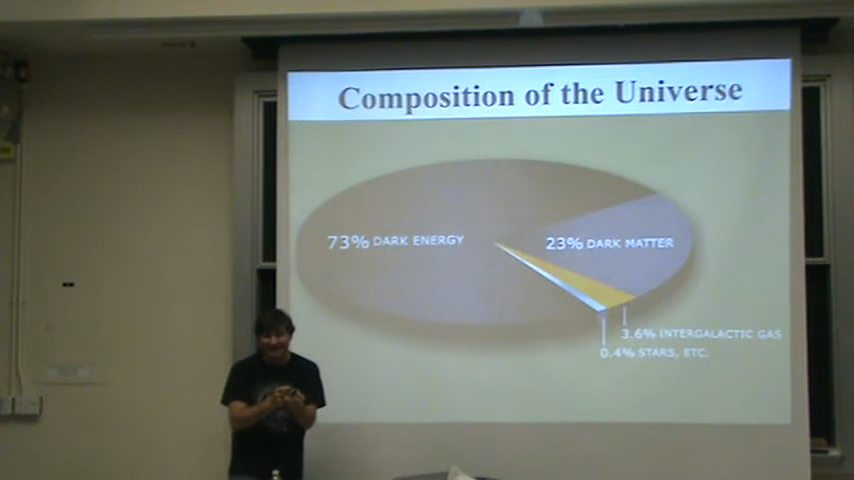 Composition of the Universe
73% DARK ENERGY
23% DARK MATTER
3.6% INTERGALACTIC GAS
0.4% STARS, ETC.